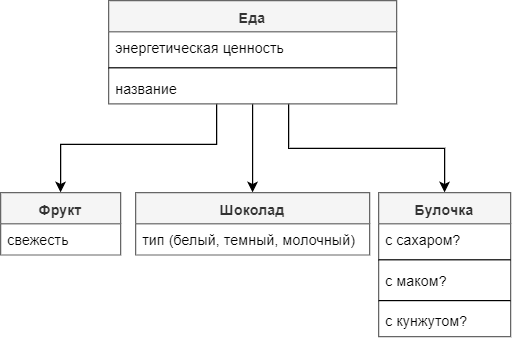 Еда
энергетическая ценность
название
Фрукт
свежесть
Шоколад
тип (белый, темный, молочный)
Булочка
с сахаром?
с маком?
с кунжутом?